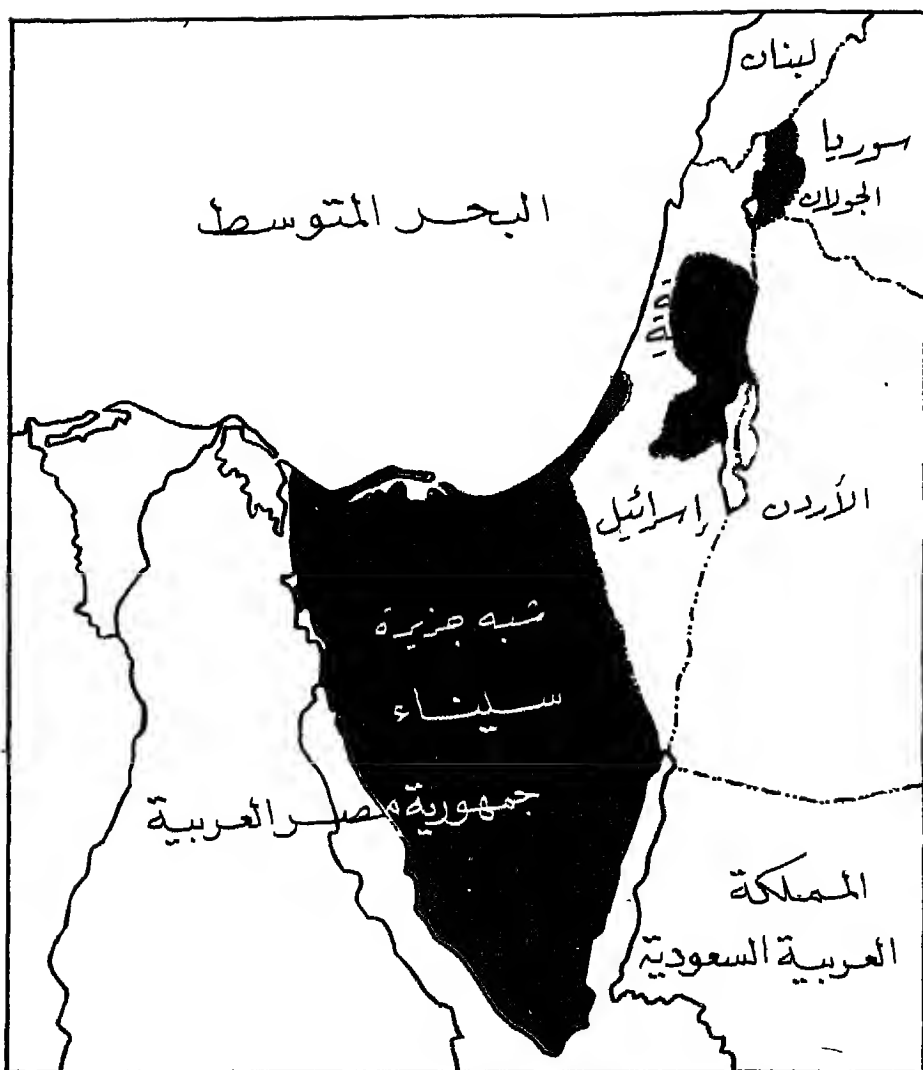 لبنان
سوريا
الجولان
البحر المتوسط
إسرائيل
الأردن
شبه جزيرة
سيناء
جمهورية مصر العربية
المملكة
العربية السعودية